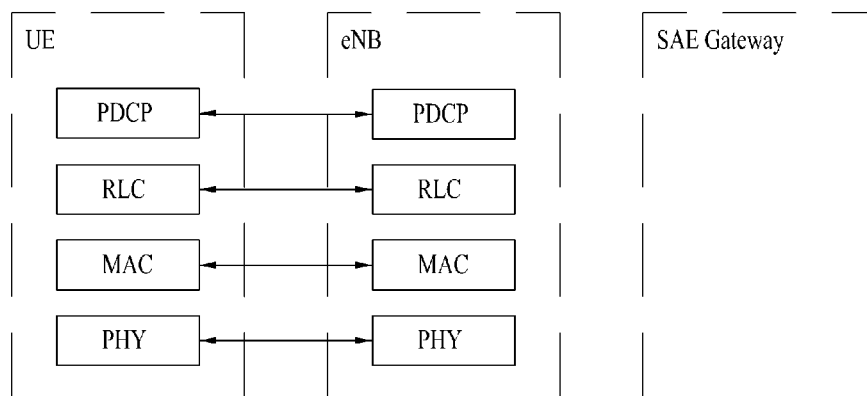 UE eNB SAE Gateway
PDCP PDCP
RLC RLC
MAC MAC
PHY PHY